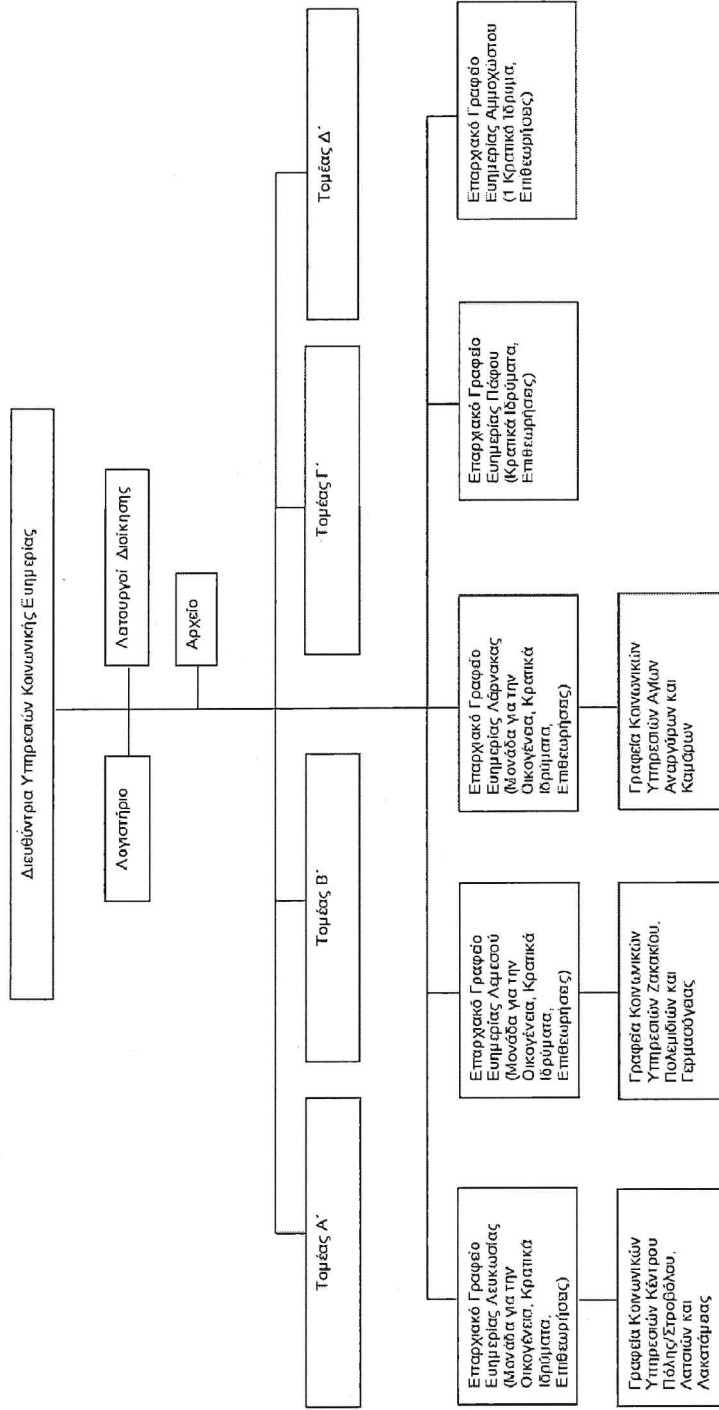 Διευθύντρια Υπηρεσιών Κοινωνικής Ευημερίας
Λογιστήριο
Λειτουργοί Διοίκησης
Αρχείο
Τομέας Α΄
Τομέας Β΄
Τομέας Γ΄
Τομέας Δ΄
Επαρχιακό Γραφείο
Ευημερίας Λευκωσίας
(Μονάδα για την
Οικογένεια, Κρατικά
Ιδρύματα,
Επιθεωρήσεις)
Επαρχιακό Γραφείο
Ευημερίας Λεμεσού
(Μονάδα για την
Οικογένεια, Κρατικά
Ιδρύματα,
Επιθεωρήσεις)
Επαρχιακό Γραφείο
Ευημερίας Λάρνακας
(Μονάδα για την
Οικογένεια, Κρατικά
Ιδρύματα,
Επιθεωρήσεις)
Επαρχιακό Γραφείο
Ευημερίας Πάφου
(Κρατικά Ιδρύματα,
Επιθεωρήσεις)
Επαρχιακό Γραφείο
Ευημερίας Αμμοχώστου
(1 Κρατικό Ίδρυμα,
Επιθεωρήσεις)
Γραφεία Κοινωνικών
Υπηρεσιών Κέντρου
Πόλης/Στροβόλου,
Λατσιών και
Λακατάμειας
Γραφεία Κοινωνικών
Υπηρεσιών Ζακακίου,
Πολεμιδιών και
Γερμασόγειας
Γραφεία Κοινωνικών
Υπηρεσιών Αγίων
Αναργύρων και
Καμάρων